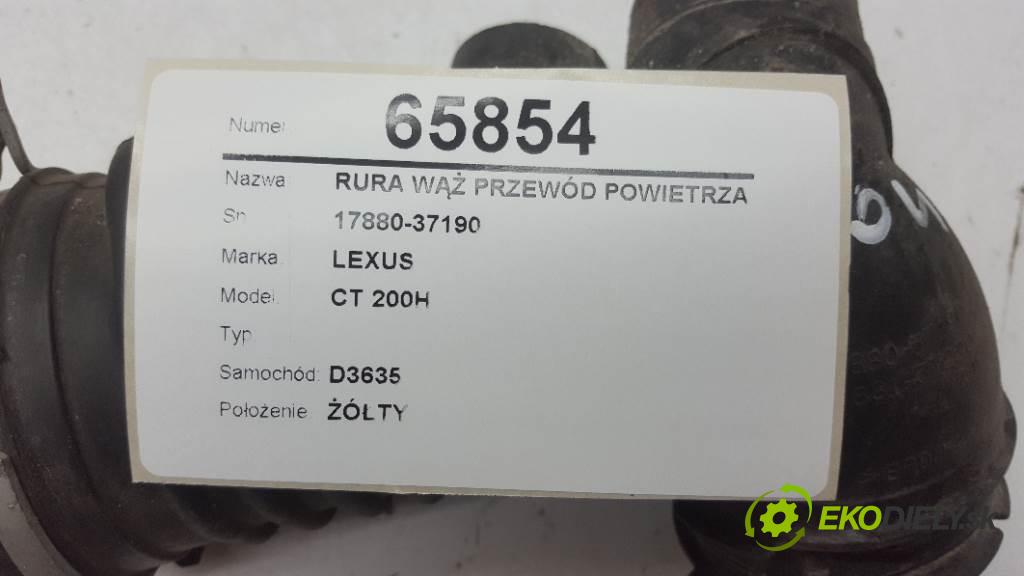 Numer 65854
Nazwa RURA WĄŻ PRZEWÓD POWIETRZA
Sn 17880-37190
Marka LEXUS
Model CT 200H
Typ
Samochód: D3635
Położenie ŻÓŁTY
EKODIELY.sk